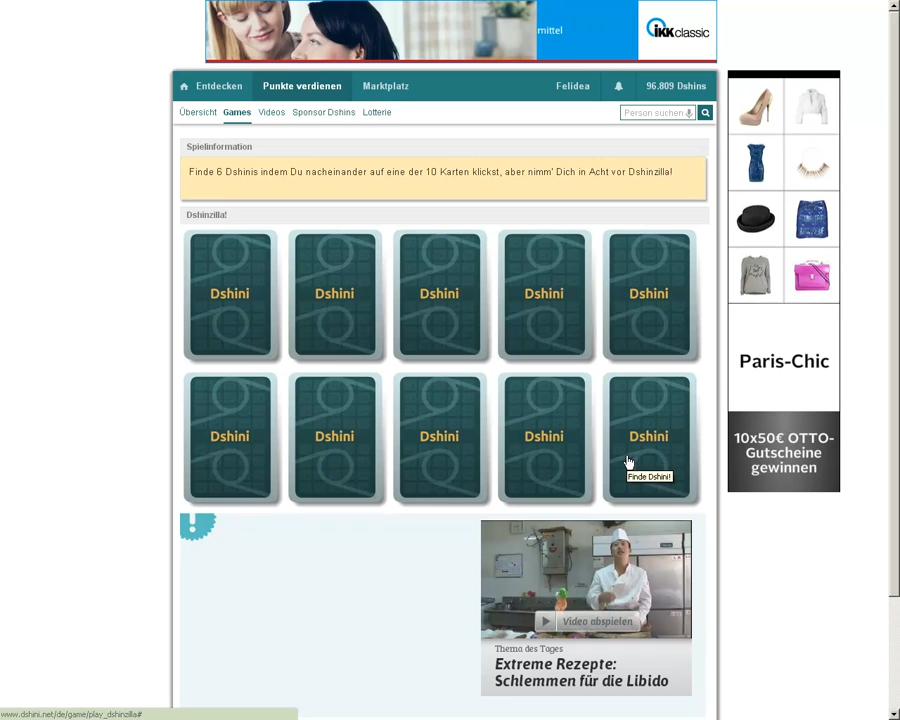 mittel
iKK classic
Entdecken Punkte verdienen Marktplatz Felidea 96.809 Dshins
Übersicht Games Videos Sponsor Dshins Lotterie Person suchen
Spielinformation
Finde 6 Dshinis indem Du nacheinander auf eine der 10 Karten klickst, aber nimm' Dich in Acht vor Dshinzilla!
Dshinzilla!
Dshini Dshini Dshini Dshini Dshini
Dshini Dshini Dshini Dshini Dshini
Finde Dshini!
Paris-Chic
10x50€ OTTO-
Gutscheine
gewinnen
!
Video abspielen
Thema des Tages
Extreme Rezepte:
Schlemmen für die Libido
www.dshini.net/de/game/play_dshinzilla#